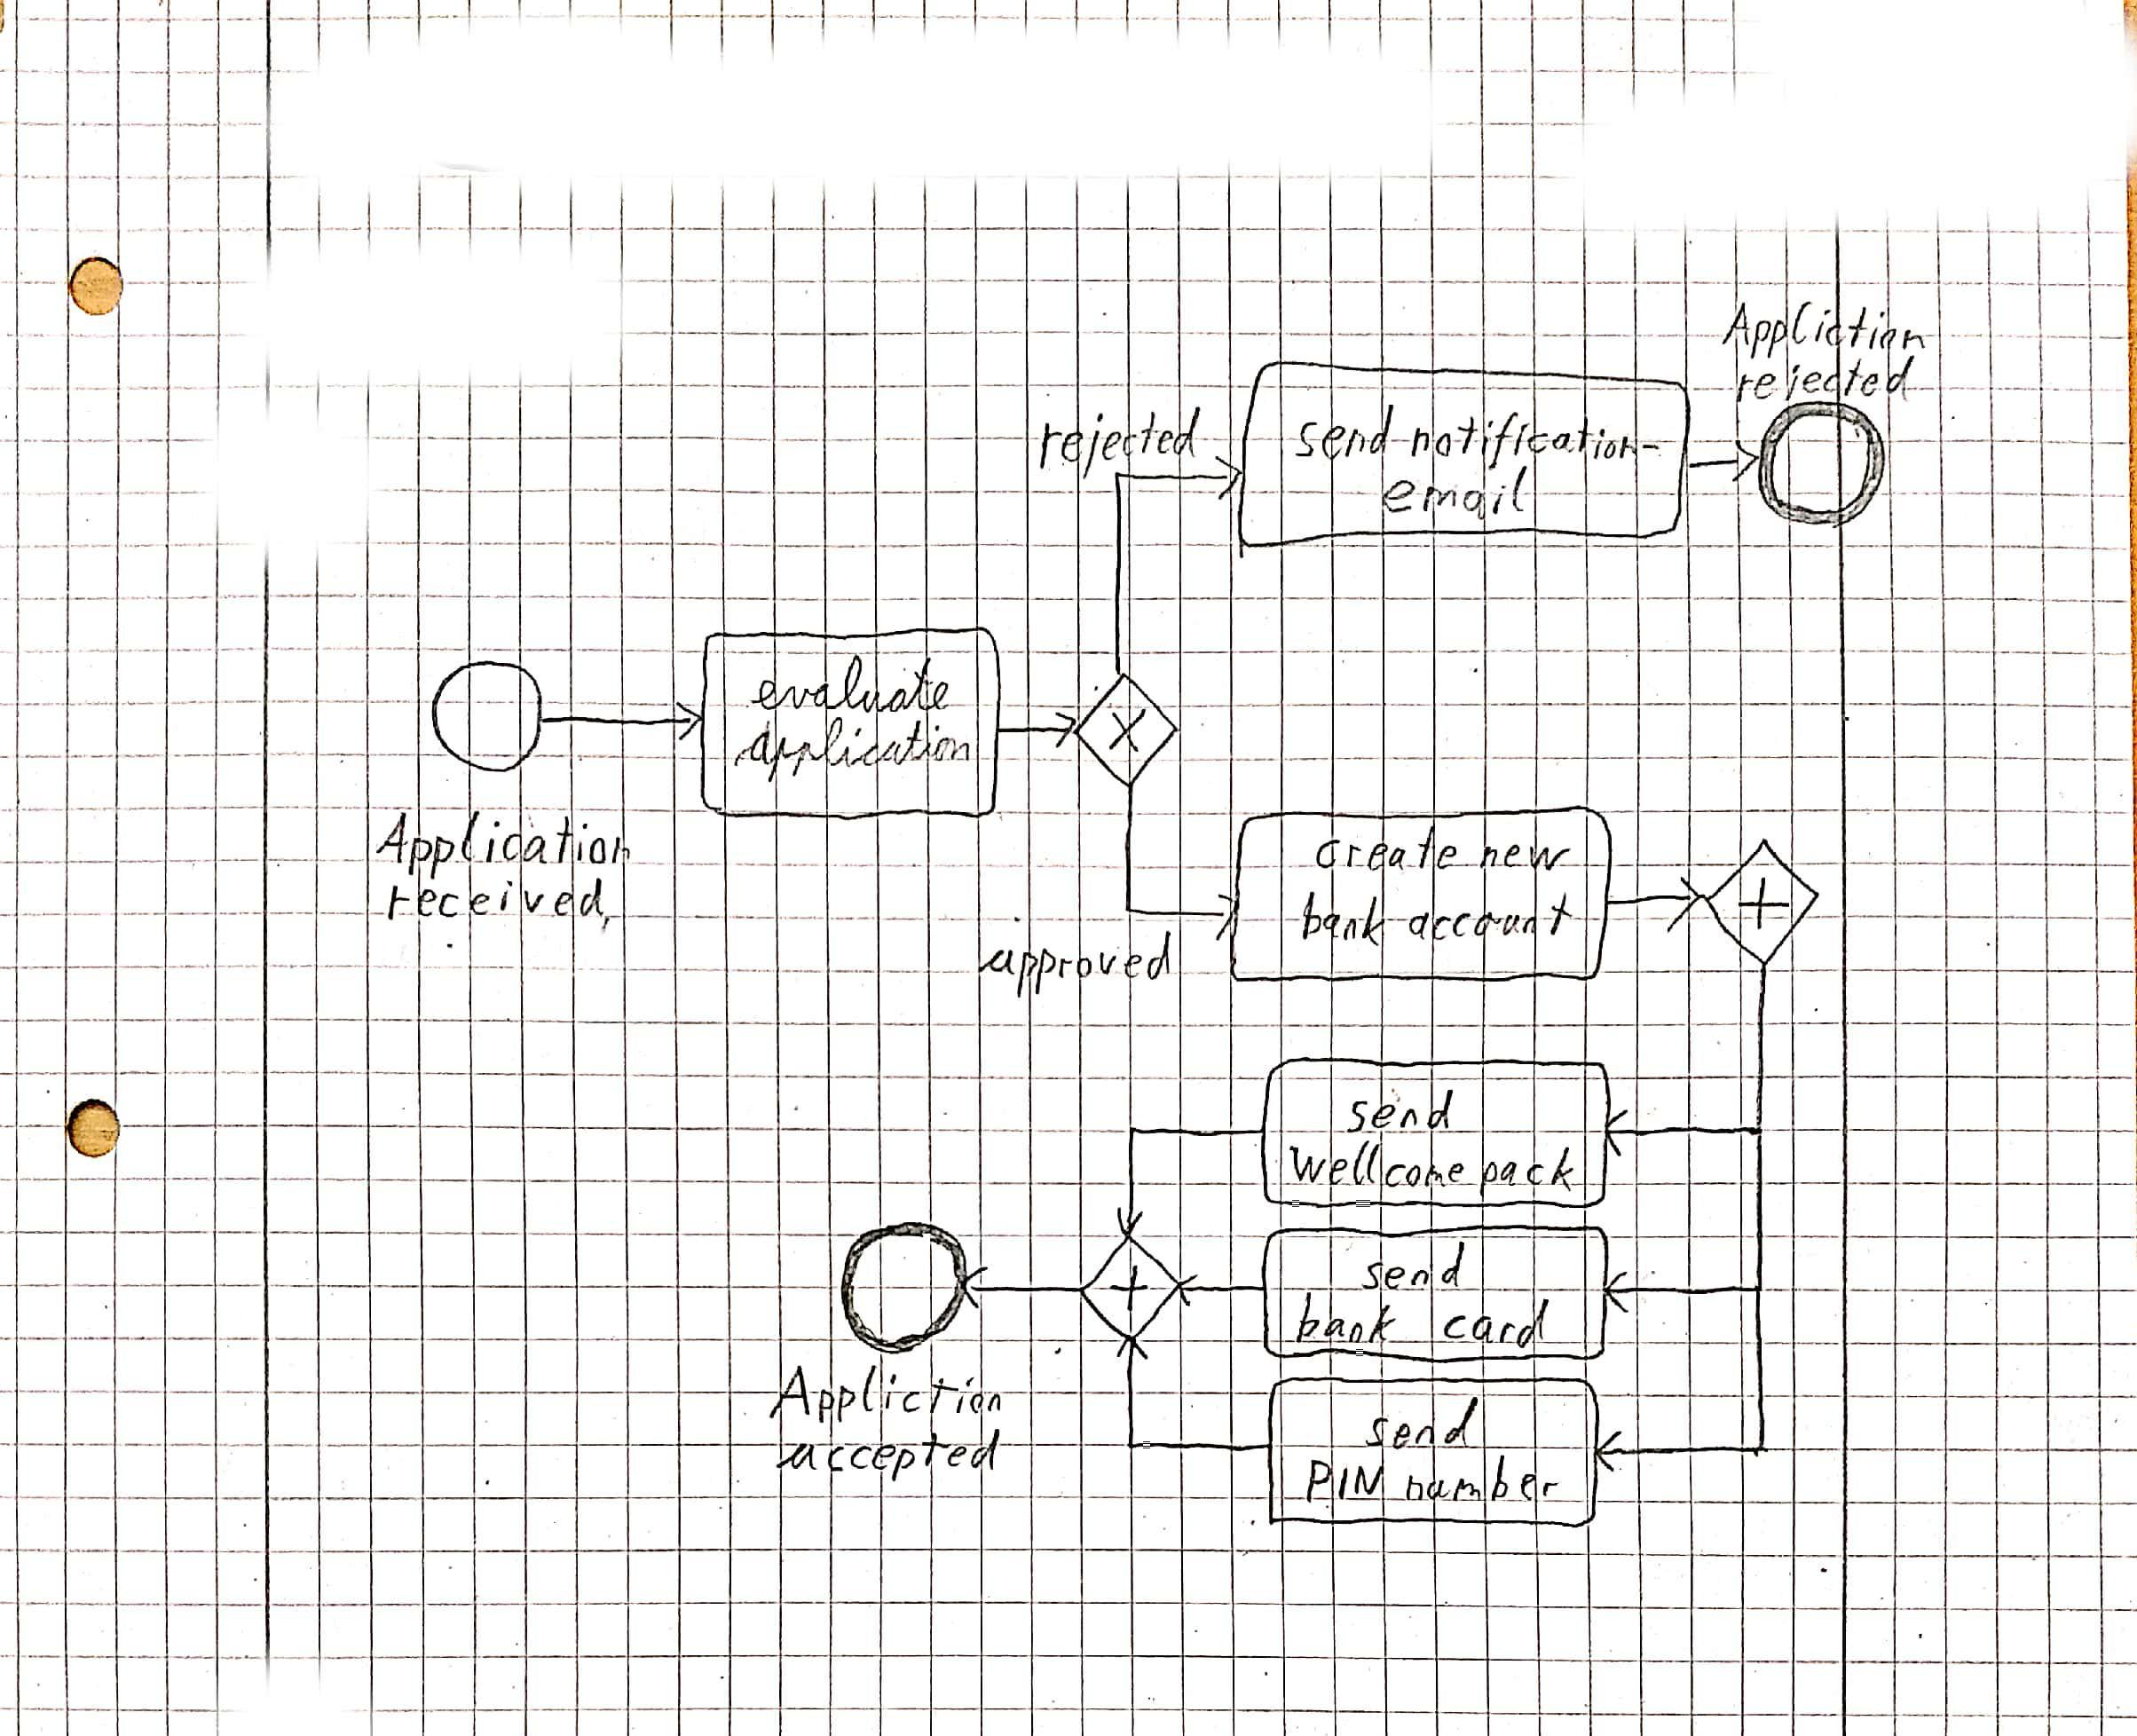 Appliction
rejected
rejected
send notification-
email
evaluate
application
Application
received,
create new
bank account
approved
send
Wellcome pack
send
bank card
Appliction
accepted
send
PIN number